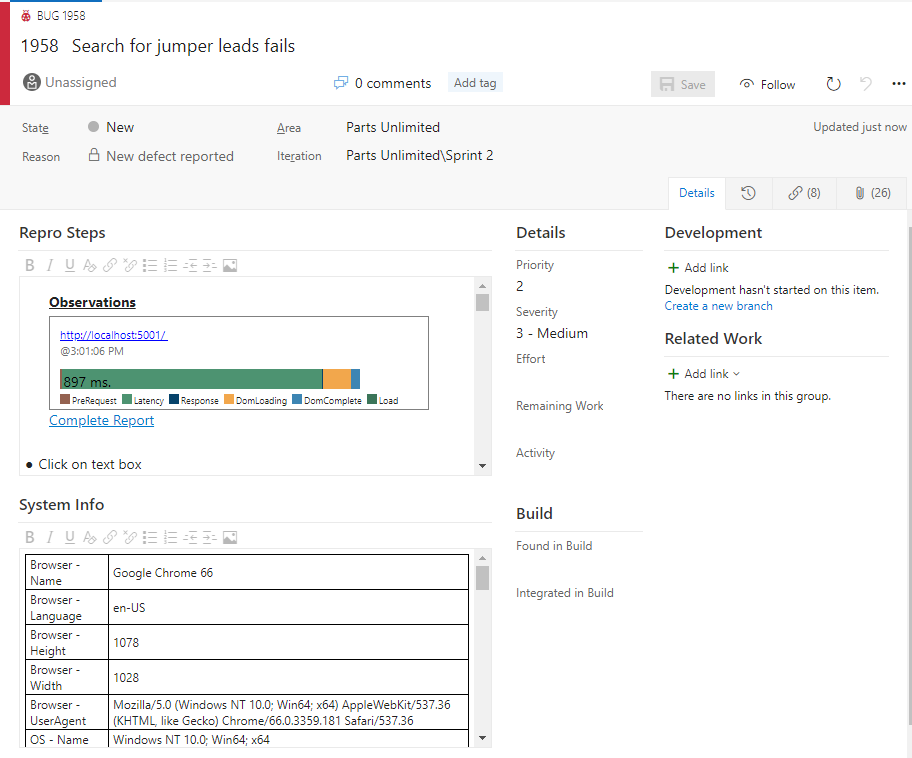 BUG 1958
1958 Search for jumper leads fails
Unassigned
0 comments
Add tag
Save
Follow
State
New
Area
Parts Unlimited
Updated just now
Reason
New defect reported
Iteration
Parts Unlimited\Sprint 2
Details
(8)
(26)
Repro Steps
B I U
Observations
http://localhost:5001/
@3:01:06 PM
897 ms.
PreRequest Latency Response DomLoading DomComplete Load
Complete Report
● Click on text box
System Info
B I U
Browser -
Name
Google Chrome 66
Browser -
Language
en-US
Browser -
Height
1078
Browser -
Width
1028
Browser -
UserAgent
Mozilla/5.0 (Windows NT 10.0; Win64; x64) AppleWebKit/537.36
(KHTML, like Gecko) Chrome/66.0.3359.181 Safari/537.36
OS - Name
Windows NT 10.0; Win64; x64
Details
Priority
2
Severity
3 - Medium
Effort
Remaining Work
Activity
Build
Found in Build
Integrated in Build
Development
+ Add link
Development hasn't started on this item.
Create a new branch
Related Work
+ Add link
There are no links in this group.